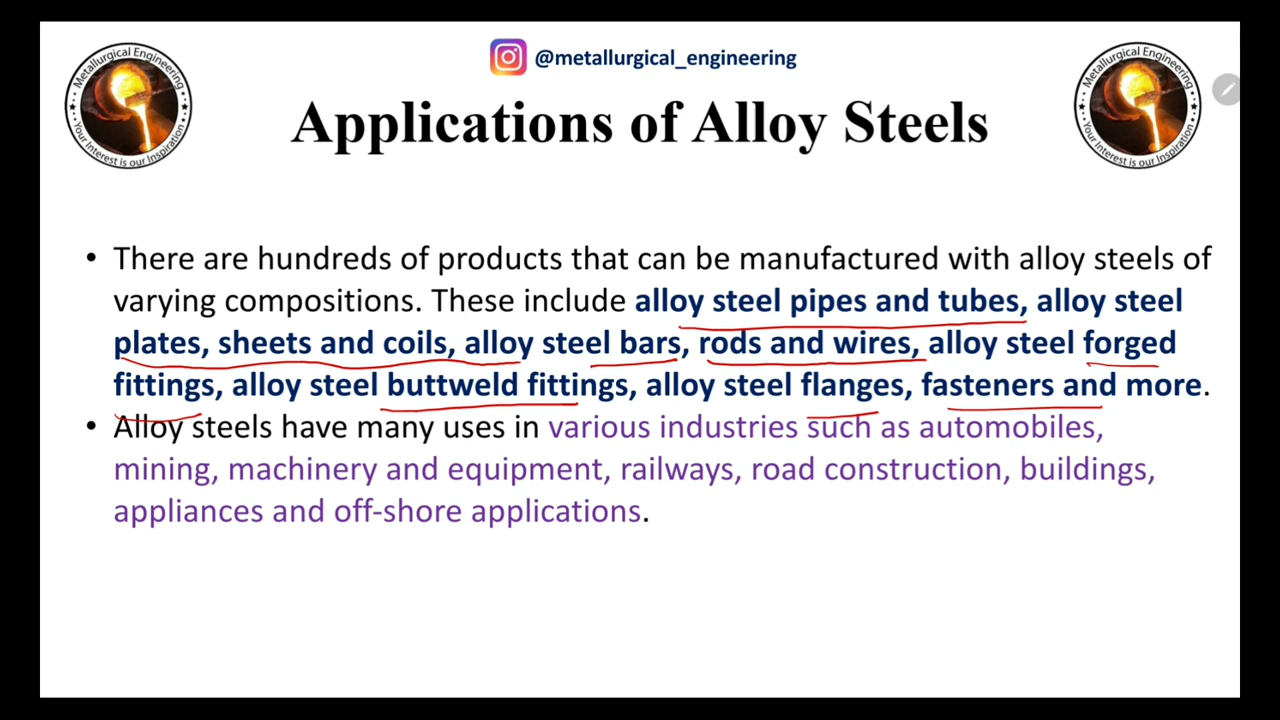 @metallurgical_engineering
Metallurgical Engineering
Your Interest is our Inspiration
Metallurgical Engineering
Your Interest is our Inspiration
Applications of Alloy Steels
• There are hundreds of products that can be manufactured with alloy steels of
varying compositions. These include alloy steel pipes and tubes, alloy steel
plates, sheets and coils, alloy steel bars, rods and wires, alloy steel forged
fittings, alloy steel buttweld fittings, alloy steel flanges, fasteners and more.
• Alloy steels have many uses in various industries such as automobiles,
mining, machinery and equipment, railways, road construction, buildings,
appliances and off-shore applications.